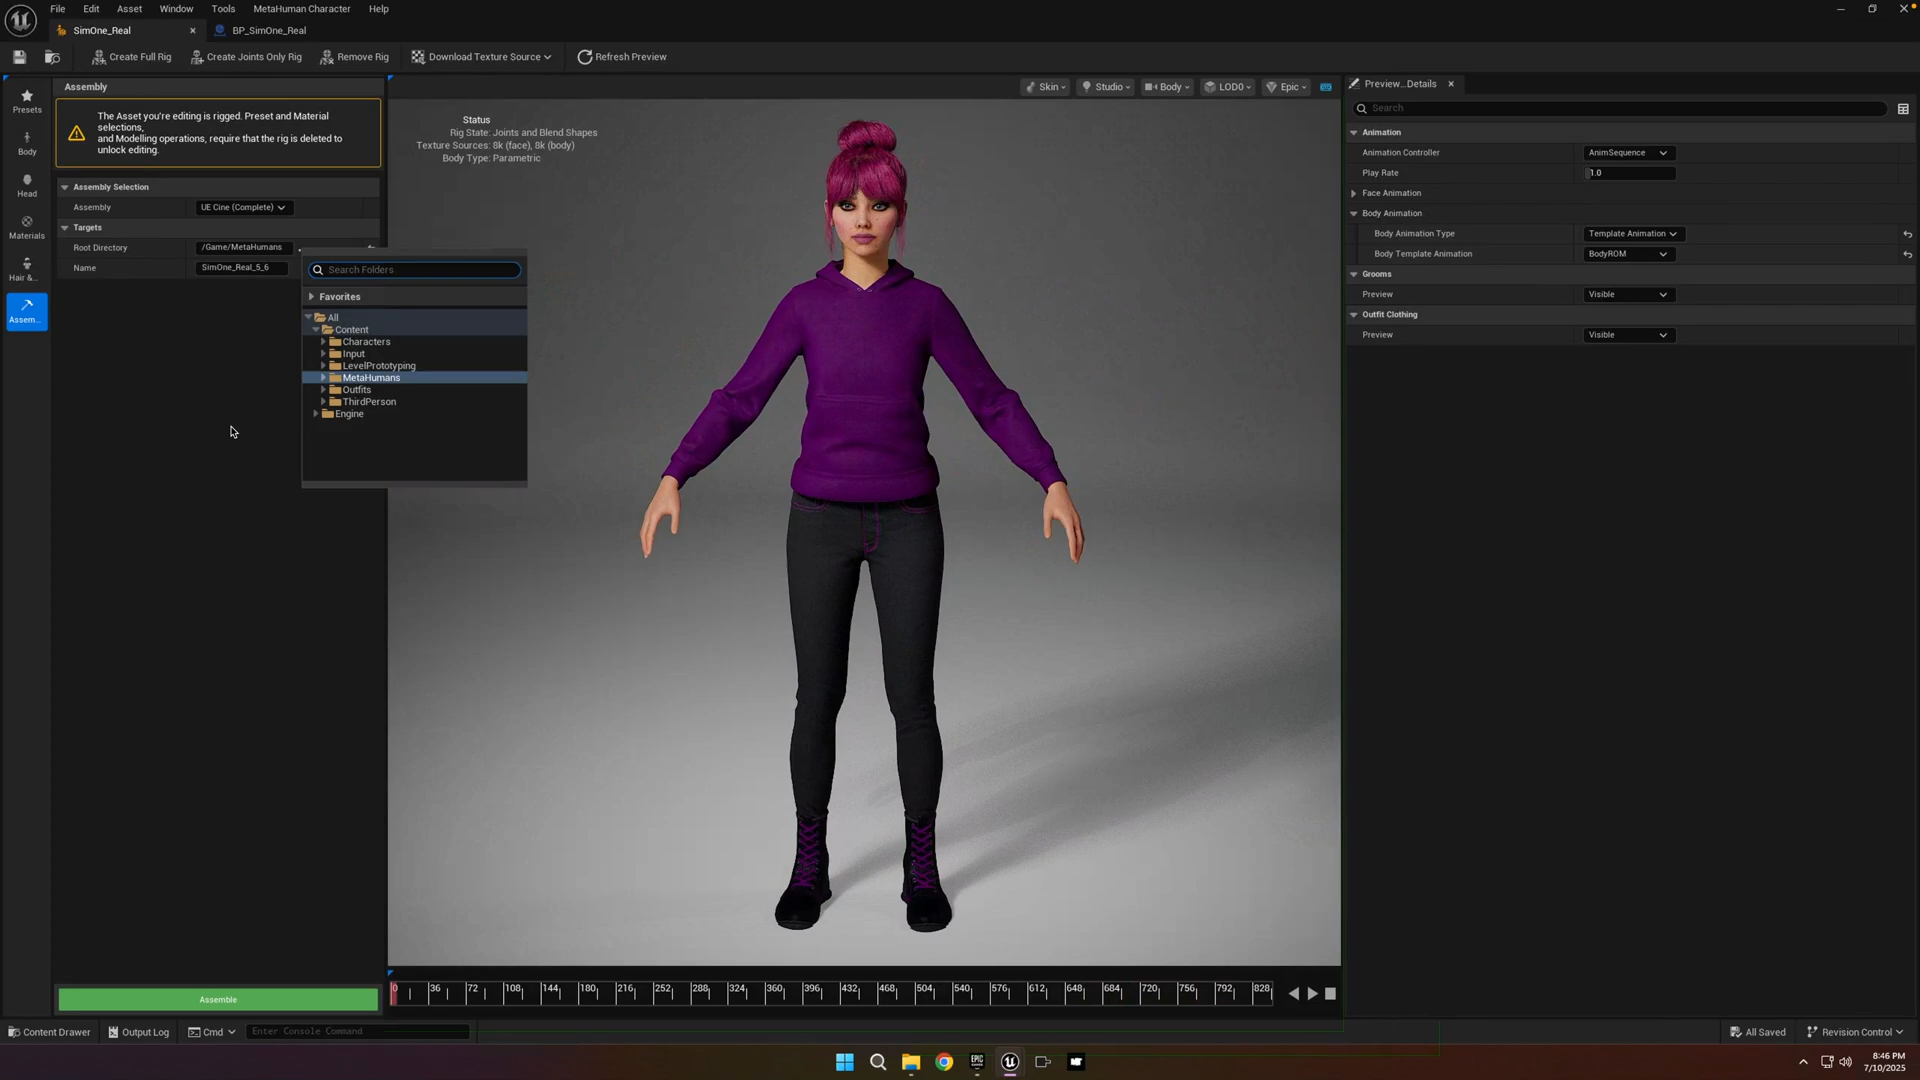 File Edit Asset Window Tools MetaHuman Character Help
SimOne_Real BP_SimOne_Real
Create Full Rig Create Joints Only Rig Remove Rig Download Texture Source Refresh Preview
Assembly
Presets
Body
Head
Materials
Hair &...
Assem...
The Asset you're editing is rigged. Preset and Material
selections,
and Modelling operations, require that the rig is deleted to
unlock editing.
Assembly Selection
Assembly UE Cine (Complete)
Targets
Root Directory /Game/MetaHumans
Name SimOne_Real_5_6
Search Folders
Favorites
All
Content
Characters
Input
LevelPrototyping
MetaHumans
Outfits
ThirdPerson
Engine
Assemble
Skin Studio Body LOD0 Epic
Status
Rig State: Joints and Blend Shapes
Texture Sources: 8k (face), 8k (body)
Body Type: Parametric
0 36 72 108 144 180 216 252 288 324 360 396 432 468 504 540 576 612 648 684 720 756 792 828
Preview...Details
Search
Animation
Animation Controller AnimSequence
Play Rate 1.0
Face Animation
Body Animation
Body Animation Type Template Animation
Body Template Animation BodyROM
Grooms
Preview Visible
Outfit Clothing
Preview Visible
Content Drawer Output Log Cmd Enter Console Command All Saved Revision Control
EPIC
8:46 PM
7/10/2025